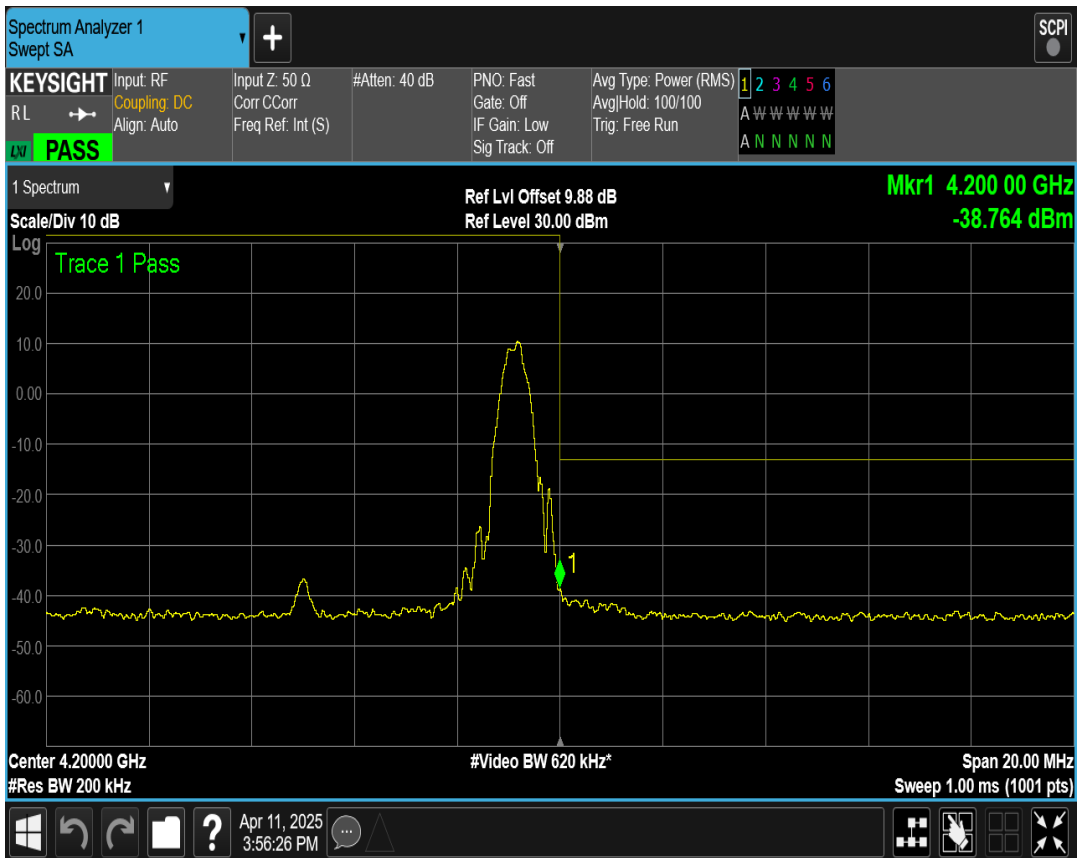 Spectrum Analyzer 1
Swept SA
SCPI
KEYSIGHT
RL
LXI PASS
Input: RF
Coupling: DC
Align: Auto
Input Z: 50 Ω
Corr CCorr
Freq Ref: Int (S)
#Atten: 40 dB
PNO: Fast
Gate: Off
IF Gain: Low
Sig Track: Off
Avg Type: Power (RMS)
Avg|Hold: 100/100
Trig: Free Run
1 2 3 4 5 6
A W W W W W
A N N N N N
1 Spectrum
Scale/Div 10 dB
Ref Lvl Offset 9.88 dB
Ref Level 30.00 dBm
Mkr1 4.200 00 GHz
-38.764 dBm
Log
Trace 1 Pass
20.0
10.0
0.00
-10.0
-20.0
-30.0
1
-40.0
-50.0
-60.0
Center 4.20000 GHz
#Video BW 620 kHz*
Span 20.00 MHz
#Res BW 200 kHz
Sweep 1.00 ms (1001 pts)
?
Apr 11, 2025
3:56:26 PM